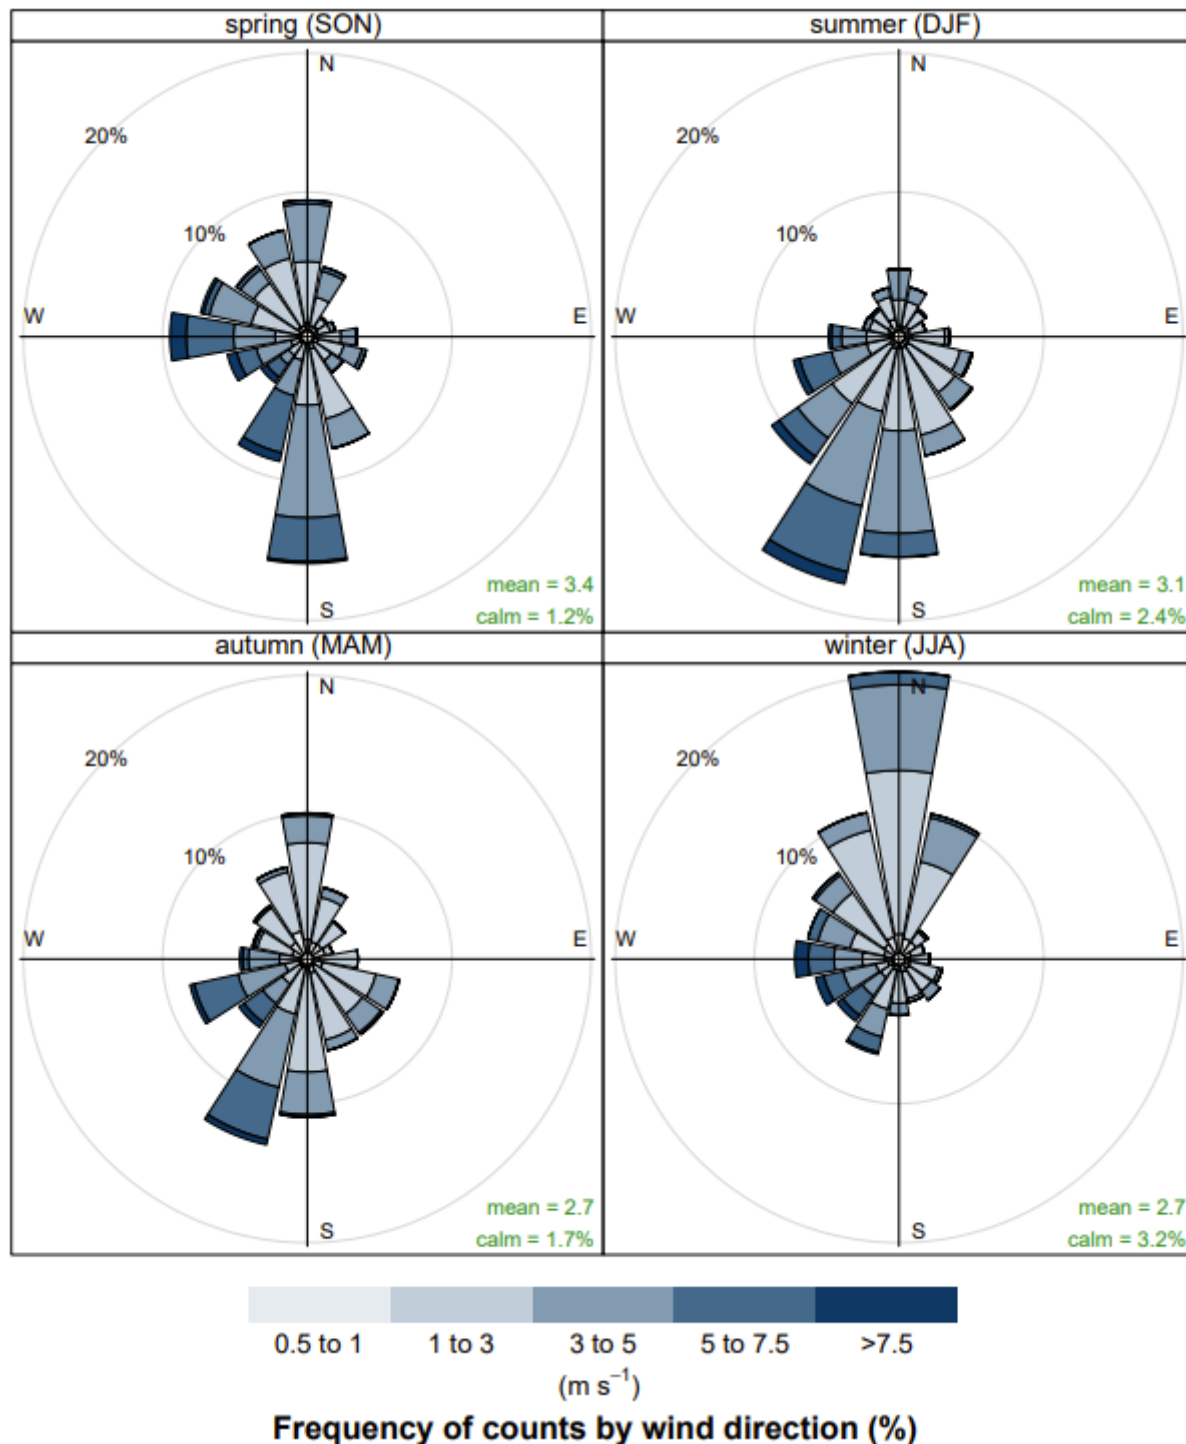 spring (SON)
N
20%
10%
W
E
S
mean = 3.4
calm = 1.2%
summer (DJF)
N
20%
10%
W
E
S
mean = 3.1
calm = 2.4%
autumn (MAM)
N
20%
10%
W
E
S
mean = 2.7
calm = 1.7%
winter (JJA)
N
20%
10%
W
E
S
mean = 2.7
calm = 3.2%
0.5 to 1 1 to 3 3 to 5 5 to 7.5 >7.5
(m s⁻¹)
Frequency of counts by wind direction (%)